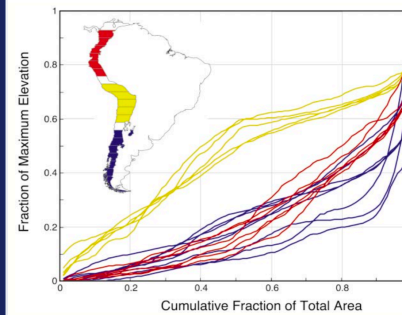 Fraction of Maximum Elevation
1
0.8
0.6
0.4
0.2
0
0 0.2 0.4 0.6 0.8
Cumulative Fraction of Total Area